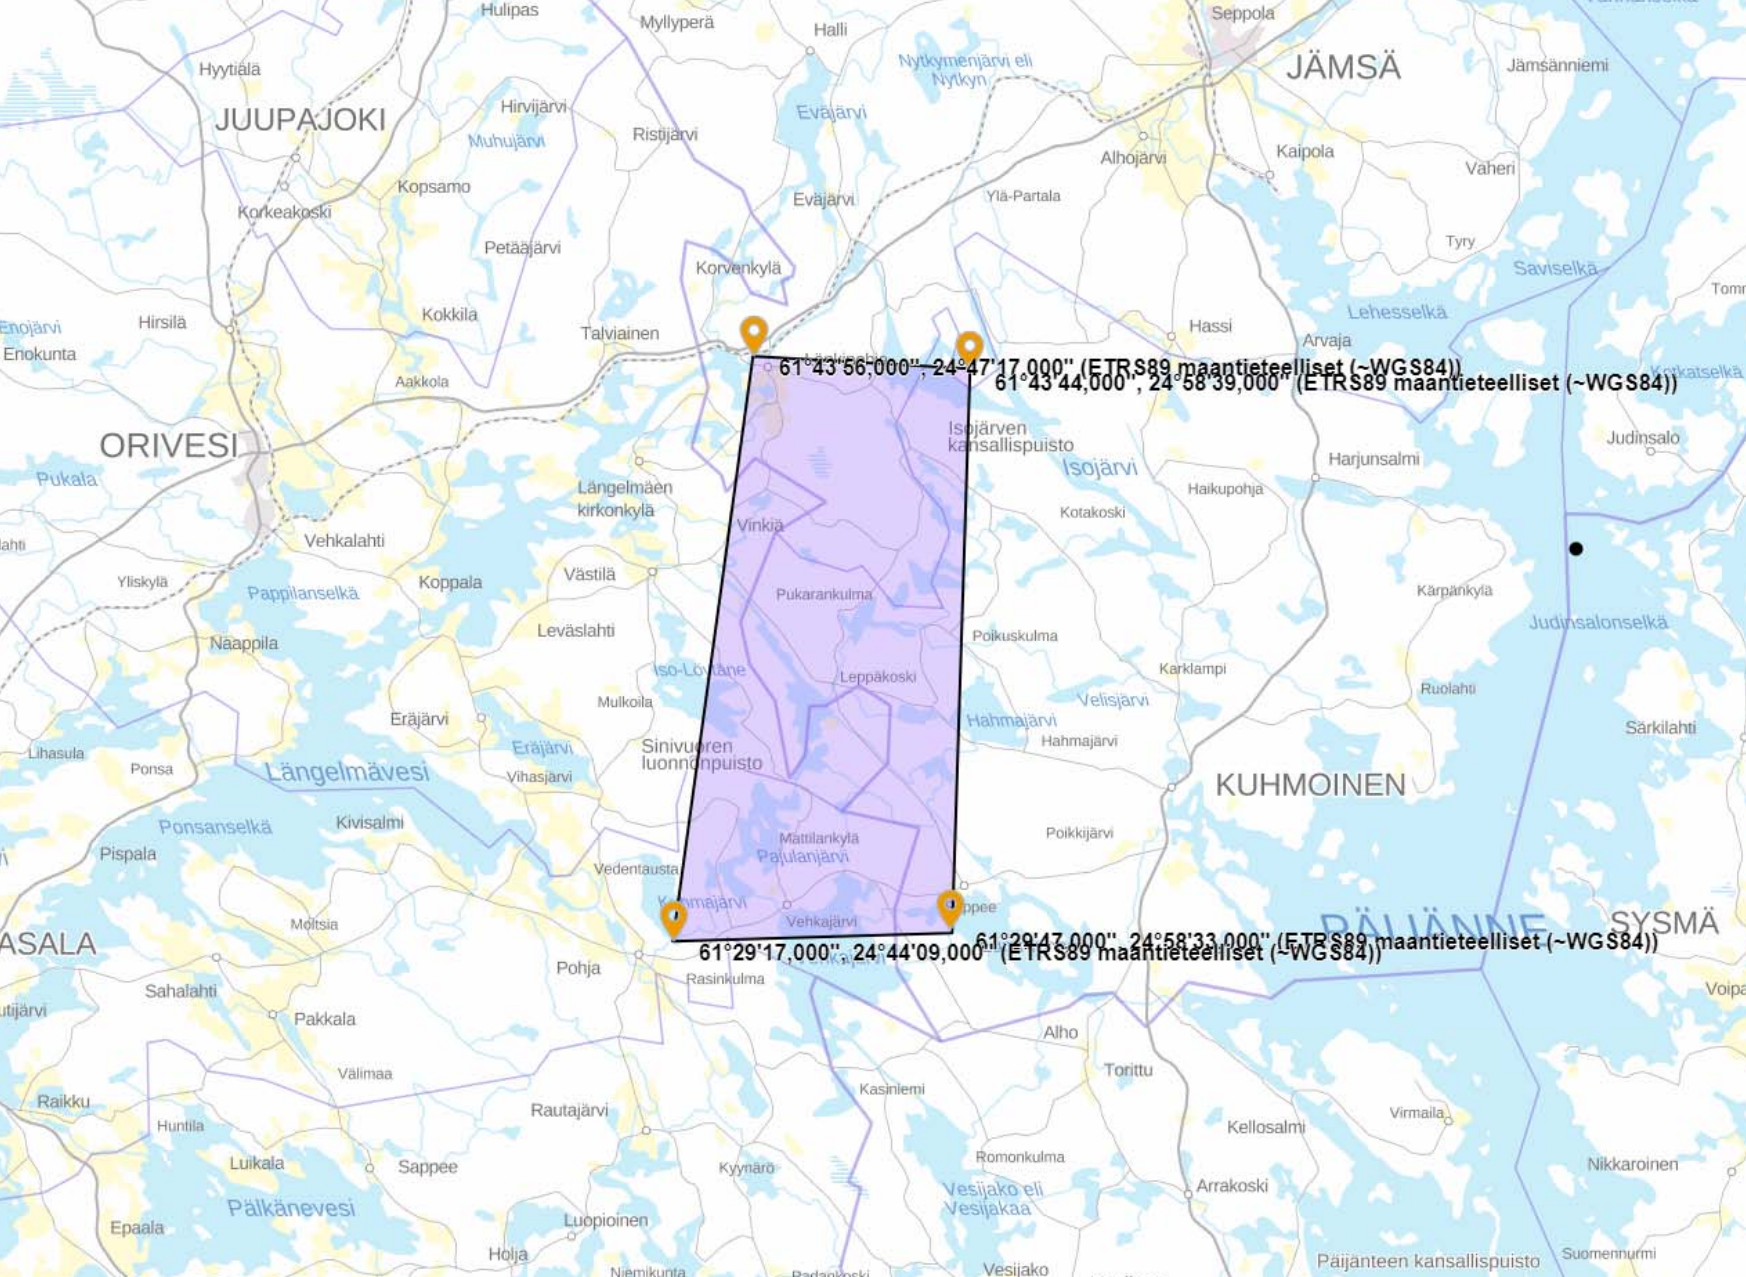 Hulipas
Myllyperä
Halli
Seppola
Hyytiälä
Nytkymenjärvi eli
Nytkyn
JÄMSÄ
Jämsänniemi
JUUPAJOKI
Hirvijärvi
Muhujärvi
Ristijärvi
Eväjärvi
Alhojärvi
Kaipola
Vaheri
Kopsamo
Korkeakoski
Eväjärvi
Ylä-Partala
Petääjärvi
Korvenkylä
Tyry
Saviselkä
Enojärvi
Enokunta
Hirsilä
Kokkila
Talviainen
Hassi
Lehesselkä
Arvaja
Aakkola
61°43'56,000", 24°47'17,000" (ETRS89 maantieteelliset (~WGS84))
61°43'44,000", 24°58'39,000" (ETRS89 maantieteelliset (~WGS84))
ORIVESI
Isojärven
kansallispuisto
Isojärvi
Harjunsalmi
Judinsalo
Pukala
Längelmäen
kirkonkylä
Haikupohja
Kotakoski
Vinkiä
Vehkalahti
Yliskylä
Koppala
Västilä
Pappilanselkä
Pukarankulma
Kärpänkylä
Judinsalonselkä
Naappila
Leväslahti
Poikuskulma
Iso-Löytäne
Leppäkoski
Karklampi
Mulkoila
Velisjärvi
Ruolahti
Eräjärvi
Hahmajärvi
Hahmajärvi
Särkilahti
Lihasula
Ponsa
Längelmävesi
Eräjärvi
Vihasjärvi
Sinivuoren
luonnonpuisto
KUHMOINEN
Ponsanselkä
Kivisalmi
Pispala
Mattilankylä
Pajulanjärvi
Poikkijärvi
Vedentausta
Moltsia
Vehkajärvi
PÄIJÄNNE
SYSMÄ
ASALA
61°29'47,000", 24°58'33,000" (ETRS89 maantieteelliset (~WGS84))
61°29'17,000", 24°44'09,000" (ETRS89 maantieteelliset (~WGS84))
Pohja
Rasinkulma
Sahalahti
Pakkala
Alho
Välimaa
Torittu
Raikku
Huntila
Rautajärvi
Kasiniemi
Virmaila
Kellosalmi
Luikala
Sappee
Kyynärö
Romonkulma
Nikkaroinen
Pälkänevesi
Vesijako eli
Vesijakaa
Arrakoski
Epaala
Luopioinen
Holja
Vesijako
Päijänteen kansallispuisto
Suomennurmi